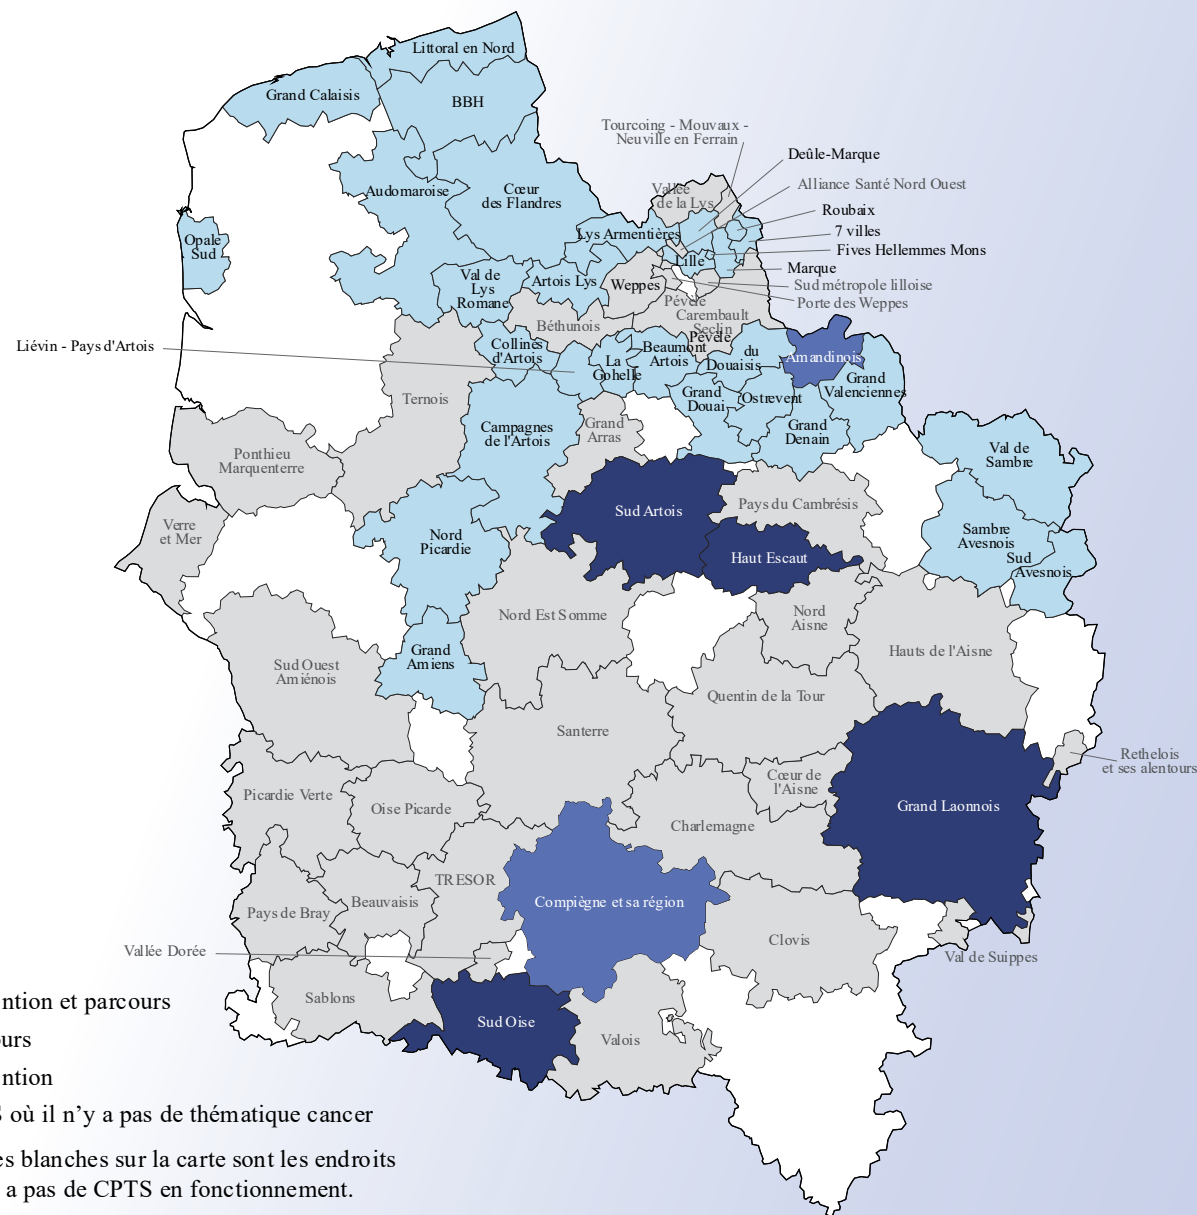 Littoral en Nord
Grand Calaisis
BBH
Tourcoing - Mouvaux -
Neuville en Ferrain
Deûle-Marque
Alliance Santé Nord Ouest
Audomaroise
Cœur
des Flandres
Vallée
de la Lys
Roubaix
7 villes
Fives Hellemmes Mons
Opale
Sud
Lys Armentières
Lille
Marque
Sud métropole lilloise
Porte des Weppes
Val de
Lys
Romane
Artois Lys
Weppes
Pévèle
Carembault
Seclin
Béthunois
Liévin - Pays d'Artois
Collines
d'Artois
La
Gohelle
Beaumont
Artois
Pévèle
du
Douaisis
Amandinois
Grand
Valenciennes
Ternois
Grand
Douai
Ostrevent
Campagnes
de l'Artois
Grand
Arras
Grand
Denain
Ponthieu
Marquenterre
Val de
Sambre
Verre
et Mer
Sud Artois
Pays du Cambrésis
Nord
Picardie
Haut Escaut
Sambre
Avesnois
Sud
Avesnois
Nord Est Somme
Nord
Aisne
Hauts de l'Aisne
Sud Ouest
Amiénois
Grand
Amiens
Quentin de la Tour
Santerre
Rethelois
et ses alentours
Picardie Verte
Oise Picarde
Cœur de
l'Aisne
Grand Laonnois
Charlemagne
TRESOR
Beauvaisis
Compiègne et sa région
Pays de Bray
Clovis
Vallée Dorée
Val de Suippes
Sablons
Sud Oise
Valois
ntion et parcours
ours
ntion
où il n'y a pas de thématique cancer
es blanches sur la carte sont les endroits
a pas de CPTS en fonctionnement.